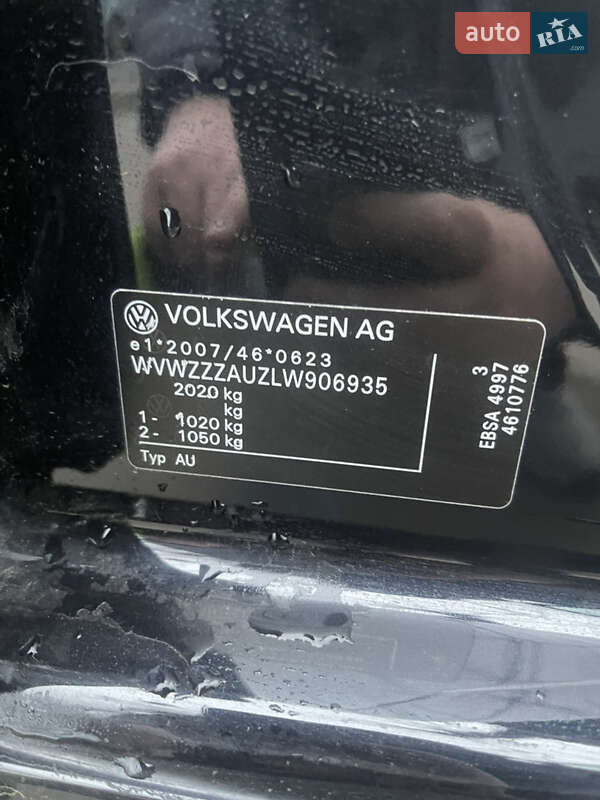 auto RIA
.com
VOLKSWAGEN AG
e1*2007/46*0623
WVWZZZAUZLW906935
2020 kg
kg
1- 1020 kg
2- 1050 kg
Typ AU
3
EBSA 4997
4610776